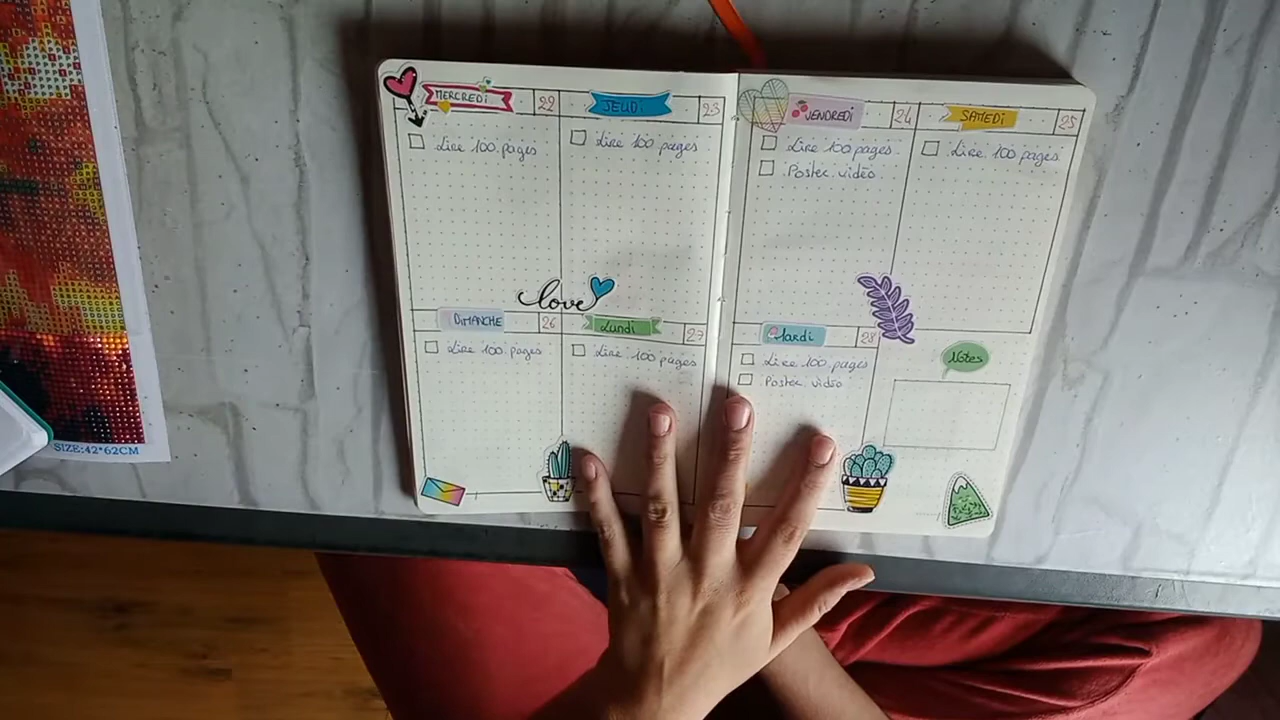 MERCREDi 22
□ Lire 100 pages
JEUDi 23
□ Lire 100 pages
VENDREDi 24
□ Lire 100 pages
□ Poster vidéo
SAMEDi 25
□ Lire 100 pages
love
DIMANCHE 26
□ Lire 100 pages
Lundi 27
□ Lire 100 pages
Mardi 28
□ Lire 100 pages
□ Poster vidéo
Notes
SIZE:42*62CM